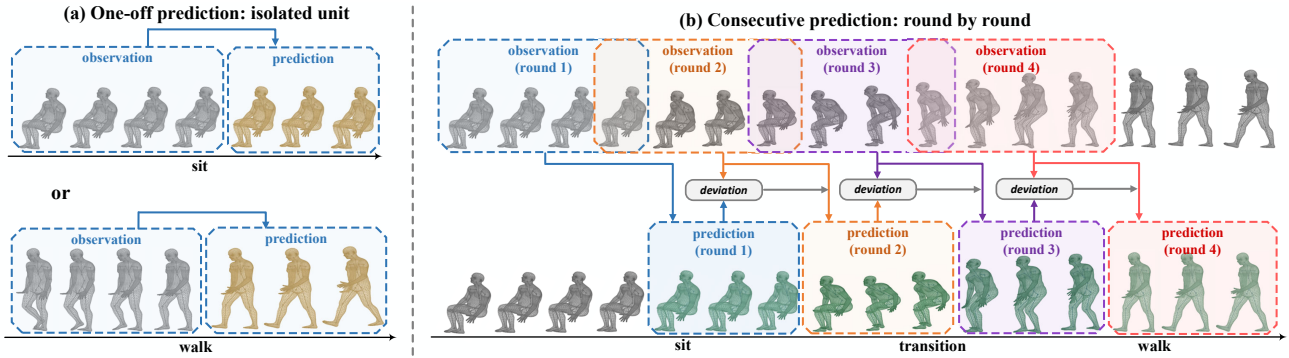 (a) One-off prediction: isolated unit
observation
prediction
sit
or
observation
prediction
walk
(b) Consecutive prediction: round by round
observation
(round 1)
observation
(round 2)
observation
(round 3)
observation
(round 4)
deviation
deviation
deviation
prediction
(round 1)
prediction
(round 2)
prediction
(round 3)
prediction
(round 4)
sit
transition
walk